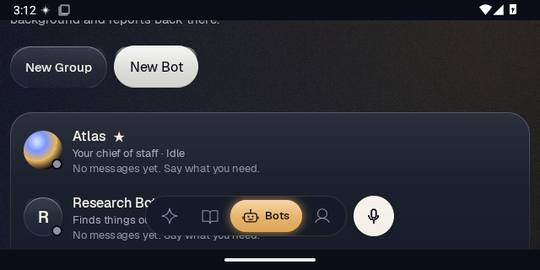 3:12
background and reports back there.
New Group
New Bot
Atlas ★
Your chief of staff · Idle
No messages yet. Say what you need.
R
Research Bot
Finds things
No messages yet. Say what you need.
Bots